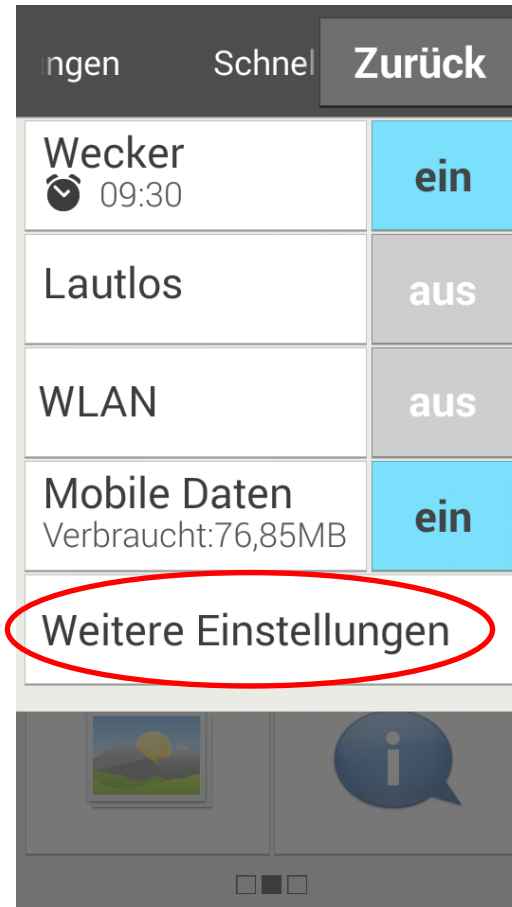 ngen Schnel Zurück
Wecker
09:30
ein
Lautlos
aus
WLAN
aus
Mobile Daten
Verbraucht:76,85MB
ein
Weitere Einstellungen
i